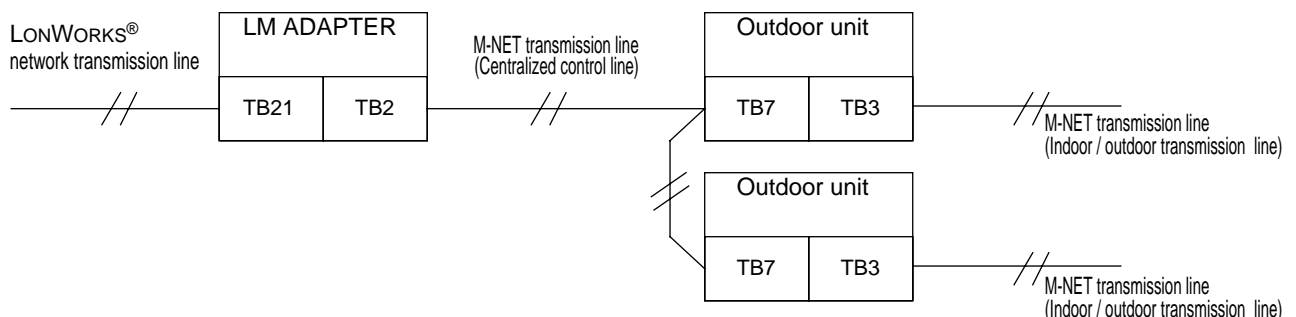 LONWORKS®
network transmission line
LM ADAPTER
TB21
TB2
M-NET transmission line
(Centralized control line)
Outdoor unit
TB7
TB3
M-NET transmission line
(Indoor / outdoor transmission line)
Outdoor unit
TB7
TB3
M-NET transmission line
(Indoor / outdoor transmission line)